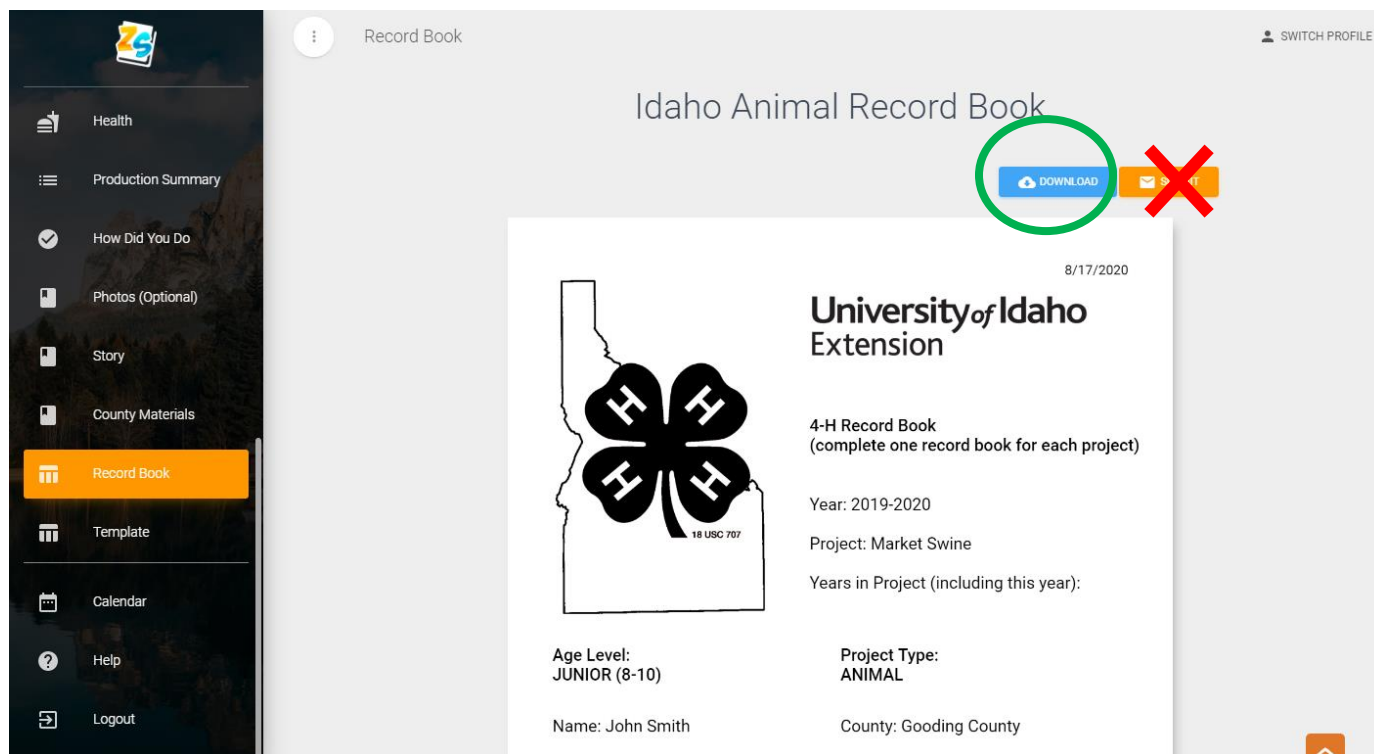 ZS
Health
Production Summary
How Did You Do
Photos (Optional)
Story
County Materials
Record Book
Template
Calendar
Help
Logout
Record Book
SWITCH PROFILE
Idaho Animal Record Book
DOWNLOAD
8/17/2020
University of Idaho
Extension
H H
H H
18 USC 707
4-H Record Book
(complete one record book for each project)
Year: 2019-2020
Project: Market Swine
Years in Project (including this year):
Age Level:
JUNIOR (8-10)
Project Type:
ANIMAL
Name: John Smith
County: Gooding County